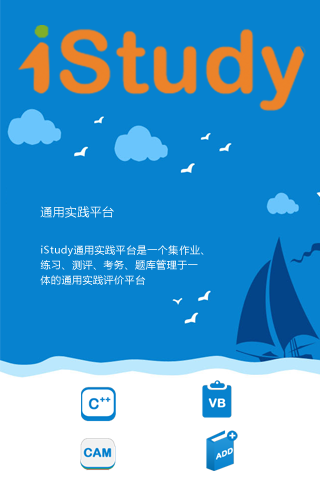 iStudy
通用实践平台
iStudy通用实践平台是一个集作业、
练习、测评、考务、题库管理于一
体的通用实践评价平台
C++
VB
CAM
ADD